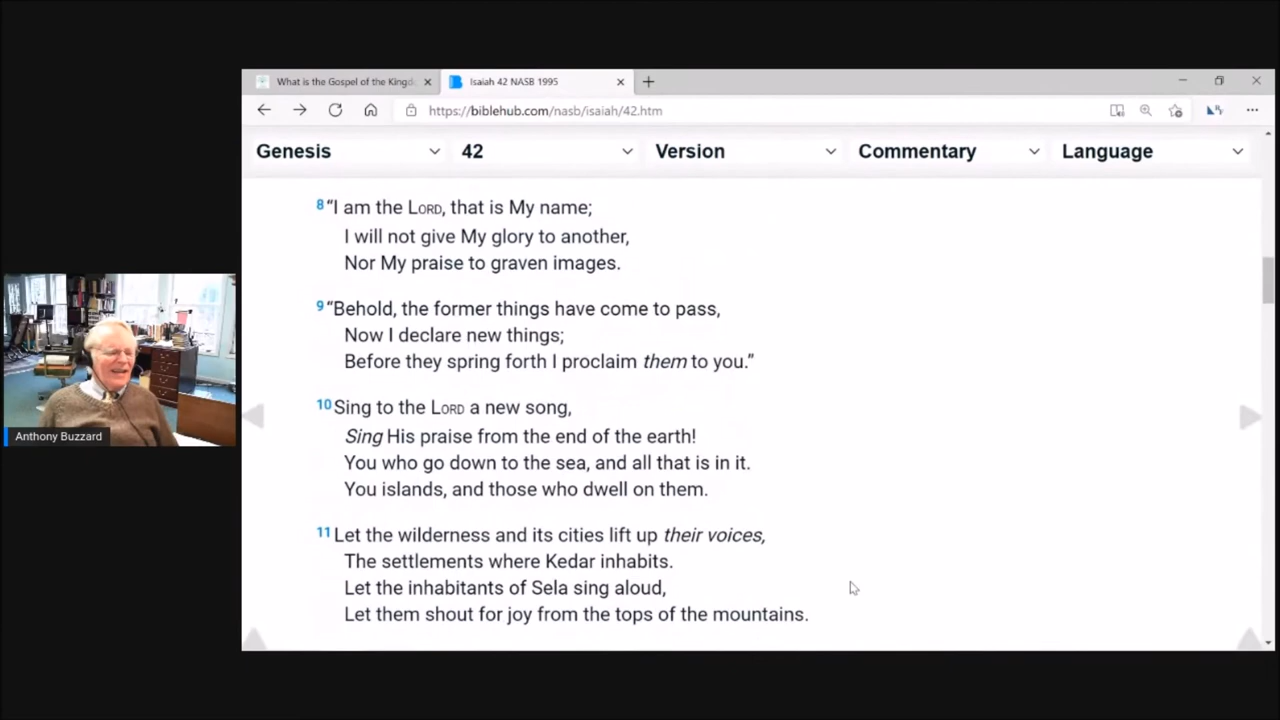 What is the Gospel of the Kingd
Isaiah 42 NASB 1995
https://biblehub.com/nasb/isaiah/42.htm
Genesis 42 Version Commentary Language
8 “I am the LORD, that is My name;
I will not give My glory to another,
Nor My praise to graven images.
9 “Behold, the former things have come to pass,
Now I declare new things;
Before they spring forth I proclaim them to you.”
10 Sing to the LORD a new song,
Sing His praise from the end of the earth!
You who go down to the sea, and all that is in it.
You islands, and those who dwell on them.
11 Let the wilderness and its cities lift up their voices,
The settlements where Kedar inhabits.
Let the inhabitants of Sela sing aloud,
Let them shout for joy from the tops of the mountains.
Anthony Buzzard